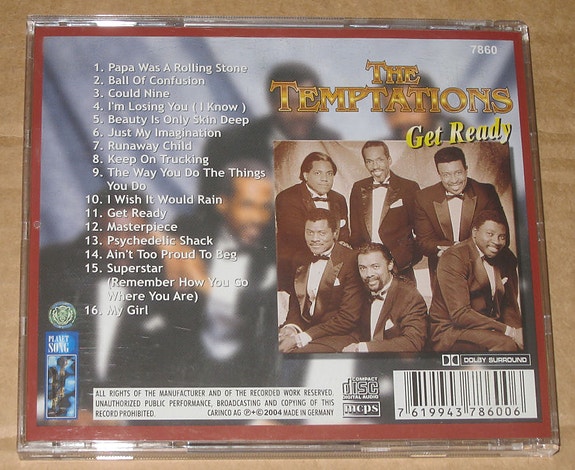 7860
THE
TEMPTATIONS
Get Ready
1. Papa Was A Rolling Stone
2. Ball Of Confusion
3. Could Nine
4. I'm Losing You ( I Know )
5. Beauty Is Only Skin Deep
6. Just My Imagination
7. Runaway Child
8. Keep On Trucking
9. The Way You Do The Things
You Do
10. I Wish It Would Rain
11. Get Ready
12. Masterpiece
13. Psychedelic Shack
14. Ain't Too Proud To Beg
15. Superstar
(Remember How You Go
Where You Are)
16. My Girl
PLANET
SONG
DOLBY SURROUND
ALL RIGHTS OF THE MANUFACTURER AND OF THE RECORDED WORK RESERVED.
UNAUTHORIZED PUBLIC PERFORMANCE, BROADCASTING AND COPYING OF THIS
RECORD PROHIBITED. CARINCO AG ℗+© 2004 MADE IN GERMANY
COMPACT
disc
DIGITAL AUDIO
mcps
7 619943 786006